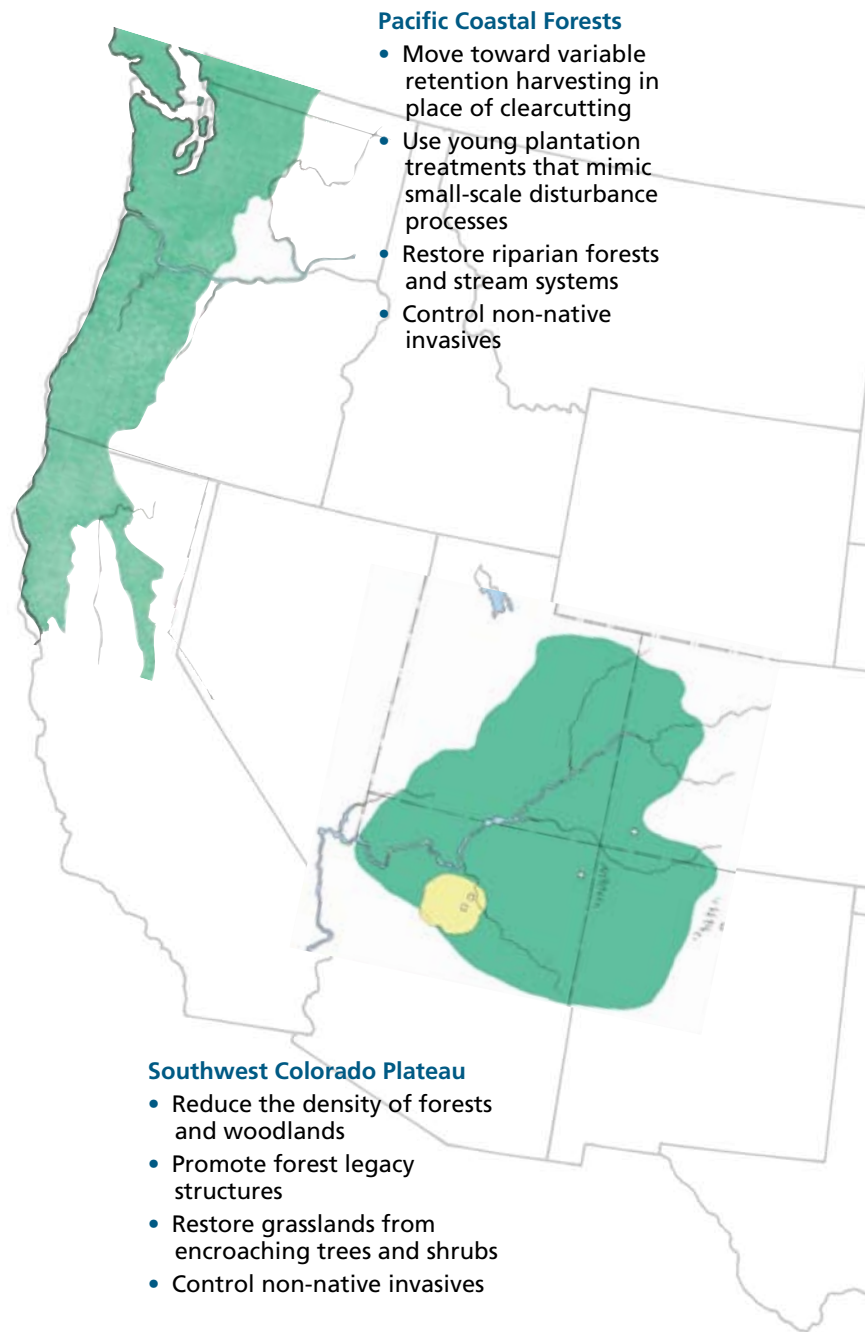 Pacific Coastal Forests
• Move toward variable
retention harvesting in
place of clearcutting
• Use young plantation
treatments that mimic
small-scale disturbance
processes
• Restore riparian forests
and stream systems
• Control non-native
invasives
Southwest Colorado Plateau
• Reduce the density of forests
and woodlands
• Promote forest legacy
structures
• Restore grasslands from
encroaching trees and shrubs
• Control non-native invasives